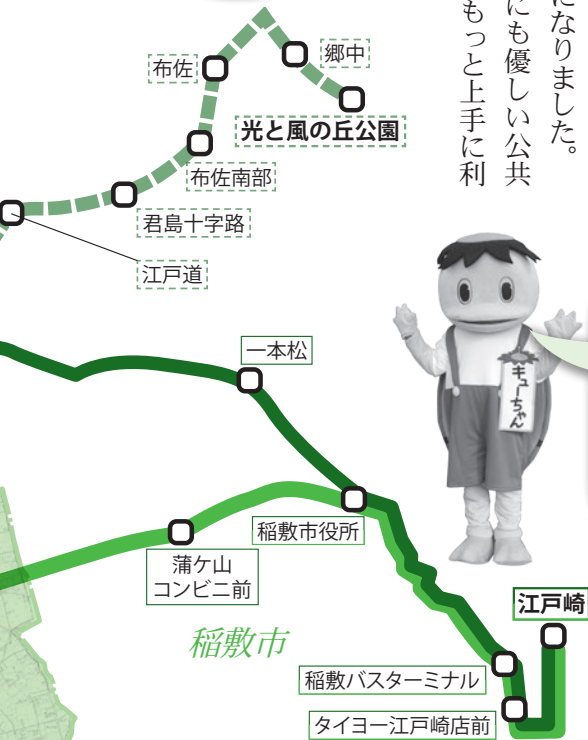 になりました。
にも優しい公共
もっと上手に利
郷中
布佐
光と風の丘公園
布佐南部
君島十字路
江戸道
一本松
キューちゃん
稲敷市役所
蒲ケ山
コンビニ前
江戸崎
稲敷市
稲敷バスターミナル
タイヨー江戸崎店前